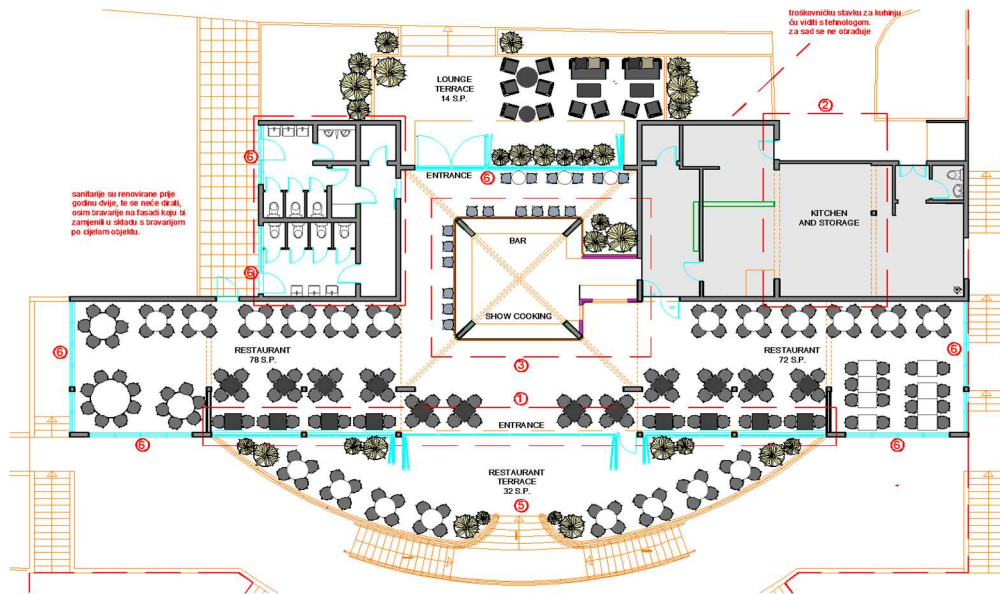 troškovničku stavku za kuhinju
ću viditi s tehnologom.
za sad se ne obrađuje
LOUNGE
TERRACE
14 S.P.
2
6
ENTRANCE
6
sanitarije su renovirane prije
godinu dvije, te se neće dirati,
osim bravarije na fasadi koju bi
zamjenili u skladu s bravarijom
po cijelom objektu.
KITCHEN
AND STORAGE
BAR
6
SHOW COOKING
6
RESTAURANT
78 S.P.
RESTAURANT
72 S.P.
6
3
1
ENTRANCE
6
6
RESTAURANT
TERRACE
32 S.P.
5